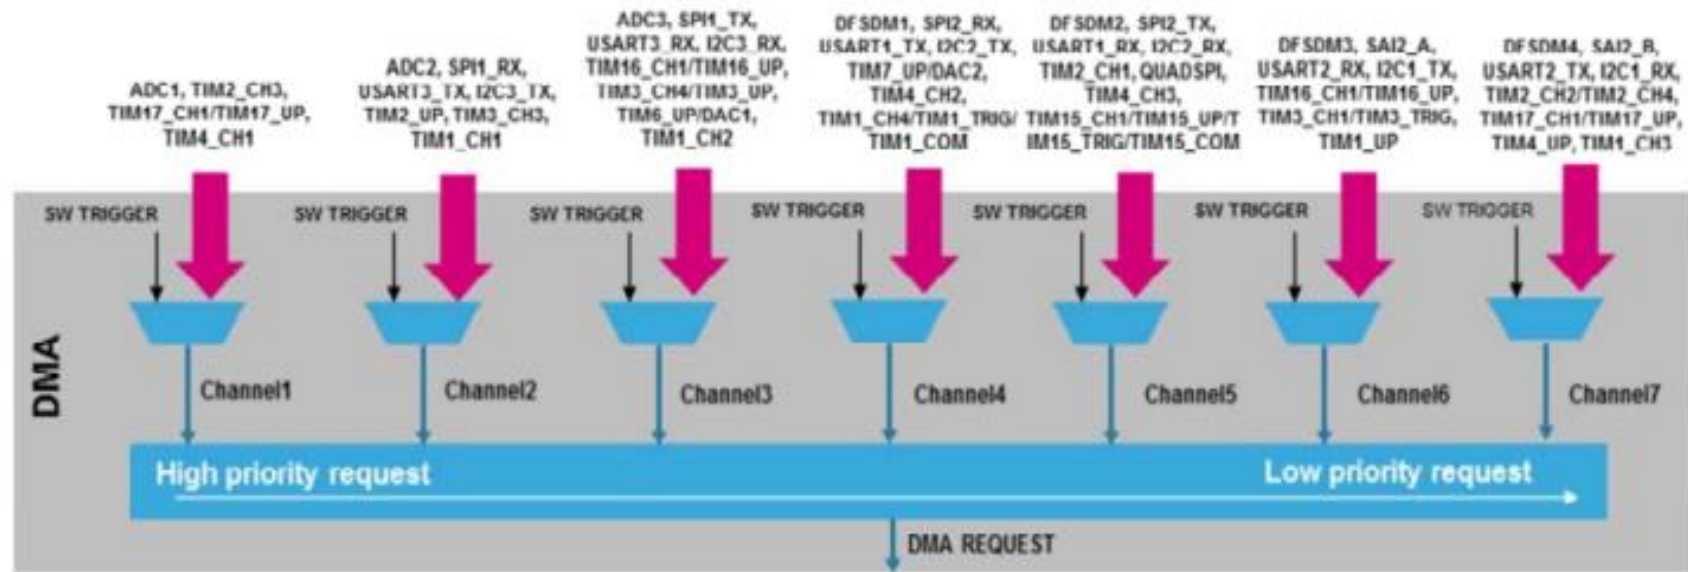 ADC1, TIM2_CH3,
TIM17_CH1/TIM17_UP,
TIM4_CH1
ADC2, SPI1_RX,
USART3_TX, I2C3_TX,
TIM2_UP, TIM3_CH3,
TIM1_CH1
ADC3, SPI1_TX,
USART3_RX, I2C3_RX,
TIM16_CH1/TIM16_UP,
TIM3_CH4/TIM3_UP,
TIM6_UP/DAC1,
TIM1_CH2
DFSDM1, SPI2_RX,
USART1_TX, I2C2_TX,
TIM7_UP/DAC2,
TIM4_CH2,
TIM1_CH4/TIM1_TRIG/
TIM1_COM
DFSDM2, SPI2_TX,
USART1_RX, I2C2_RX,
TIM2_CH1, QUADSPI,
TIM4_CH3,
TIM15_CH1/TIM15_UP/T
IM15_TRIG/TIM15_COM
DFSDM3, SAI2_A,
USART2_RX, I2C1_TX,
TIM16_CH1/TIM16_UP,
TIM3_CH1/TIM3_TRIG,
TIM1_UP
DFSDM4, SAI2_B,
USART2_TX, I2C1_RX,
TIM2_CH2/TIM2_CH4,
TIM17_CH1/TIM17_UP,
TIM4_UP, TIM1_CH3
SW TRIGGER
SW TRIGGER
SW TRIGGER
SW TRIGGER
SW TRIGGER
SW TRIGGER
SW TRIGGER
DMA
Channel1
Channel2
Channel3
Channel4
Channel5
Channel6
Channel7
High priority request
Low priority request
DMA REQUEST